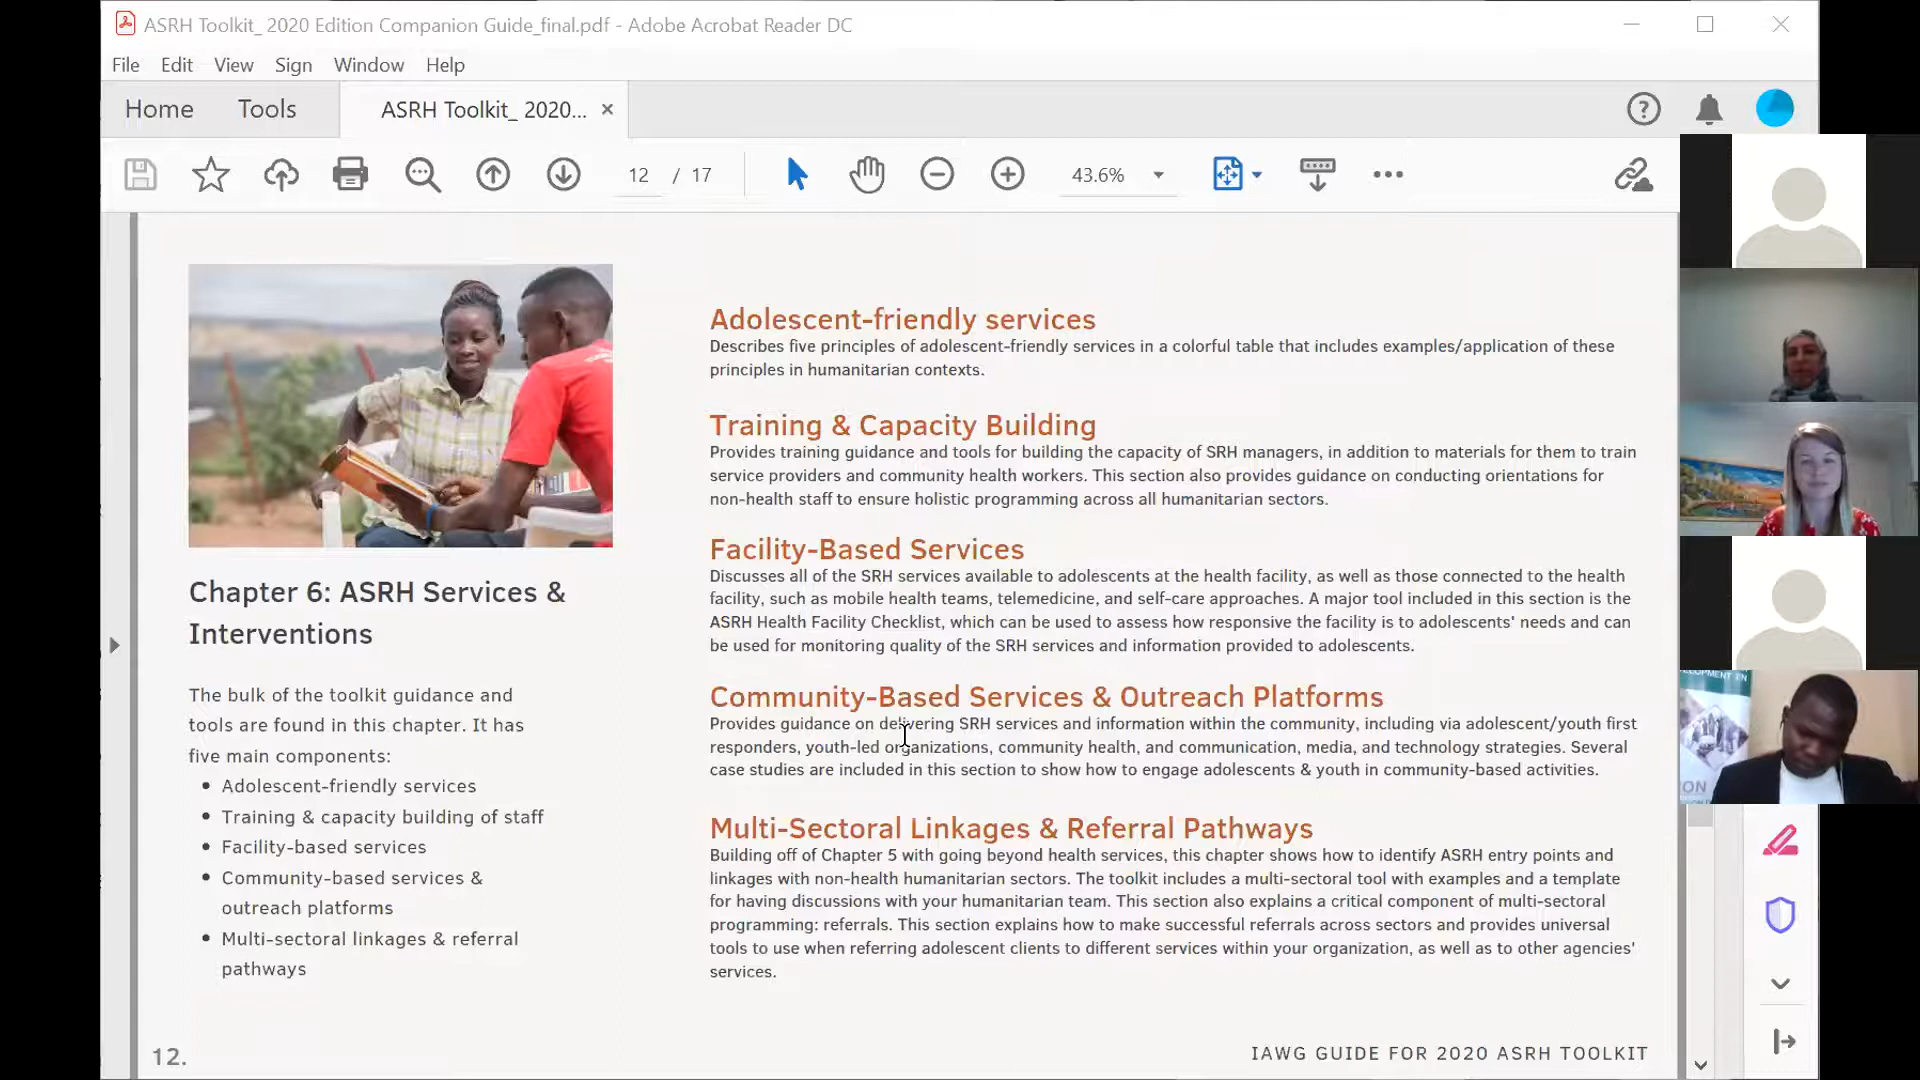 ASRH Toolkit_ 2020 Edition Companion Guide_final.pdf - Adobe Acrobat Reader DC
File Edit View Sign Window Help
Home Tools ASRH Toolkit_ 2020...
12 / 17 43.6%
Chapter 6: ASRH Services &
Interventions
The bulk of the toolkit guidance and
tools are found in this chapter. It has
five main components:
• Adolescent-friendly services
• Training & capacity building of staff
• Facility-based services
• Community-based services &
outreach platforms
• Multi-sectoral linkages & referral
pathways
Adolescent-friendly services
Describes five principles of adolescent-friendly services in a colorful table that includes examples/application of these
principles in humanitarian contexts.
Training & Capacity Building
Provides training guidance and tools for building the capacity of SRH managers, in addition to materials for them to train
service providers and community health workers. This section also provides guidance on conducting orientations for
non-health staff to ensure holistic programming across all humanitarian sectors.
Facility-Based Services
Discusses all of the SRH services available to adolescents at the health facility, as well as those connected to the health
facility, such as mobile health teams, telemedicine, and self-care approaches. A major tool included in this section is the
ASRH Health Facility Checklist, which can be used to assess how responsive the facility is to adolescents' needs and can
be used for monitoring quality of the SRH services and information provided to adolescents.
Community-Based Services & Outreach Platforms
Provides guidance on delivering SRH services and information within the community, including via adolescent/youth first
responders, youth-led organizations, community health, and communication, media, and technology strategies. Several
case studies are included in this section to show how to engage adolescents & youth in community-based activities.
Multi-Sectoral Linkages & Referral Pathways
Building off of Chapter 5 with going beyond health services, this chapter shows how to identify ASRH entry points and
linkages with non-health humanitarian sectors. The toolkit includes a multi-sectoral tool with examples and a template
for having discussions with your humanitarian team. This section also explains a critical component of multi-sectoral
programming: referrals. This section explains how to make successful referrals across sectors and provides universal
tools to use when referring adolescent clients to different services within your organization, as well as to other agencies'
services.
12.
IAWG GUIDE FOR 2020 ASRH TOOLKIT